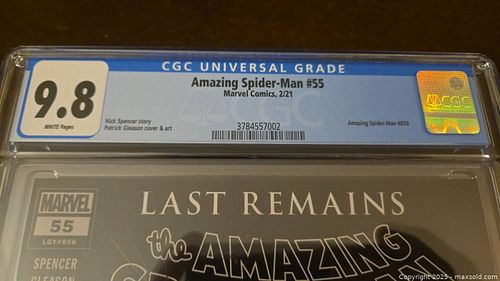 CGC UNIVERSAL GRADE
9.8
WHITE Pages
Amazing Spider-Man #55
Marvel Comics, 2/21
Nick Spencer story
Patrick Gleason cover & art
3784557002
Amazing Spider-Man #856
CGC
MARVEL
55
LGY#856
SPENCER
GLEASON
LAST REMAINS
the AMAZING
Copyright 2025 - maxsold.com